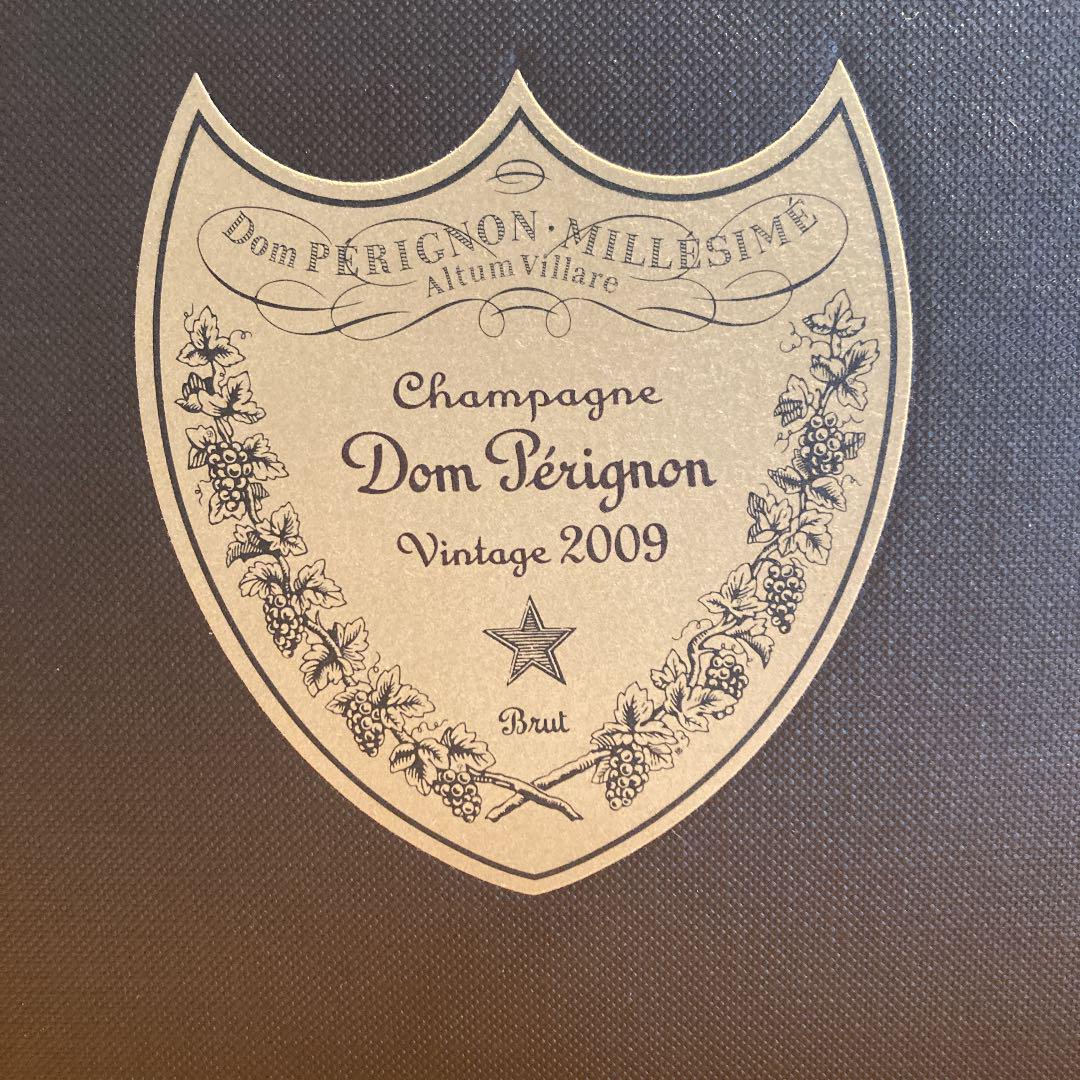 Dom PÉRIGNON · MILLÉSIMÉ
Altum Villare
Champagne
Dom Pérignon
Vintage 2009
Brut